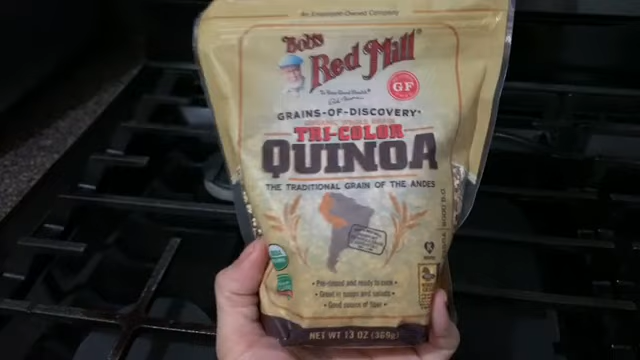 An Employee-Owned Company
Bob's
Red Mill®
GF
GRAINS-OF-DISCOVERY®
TRI-COLOR
QUINOA
THE TRADITIONAL GRAIN OF THE ANDES
• Pre-rinsed and ready to cook •
• Great in soups and salads •
• Good source of fiber •
NET WT 13 OZ (369g)